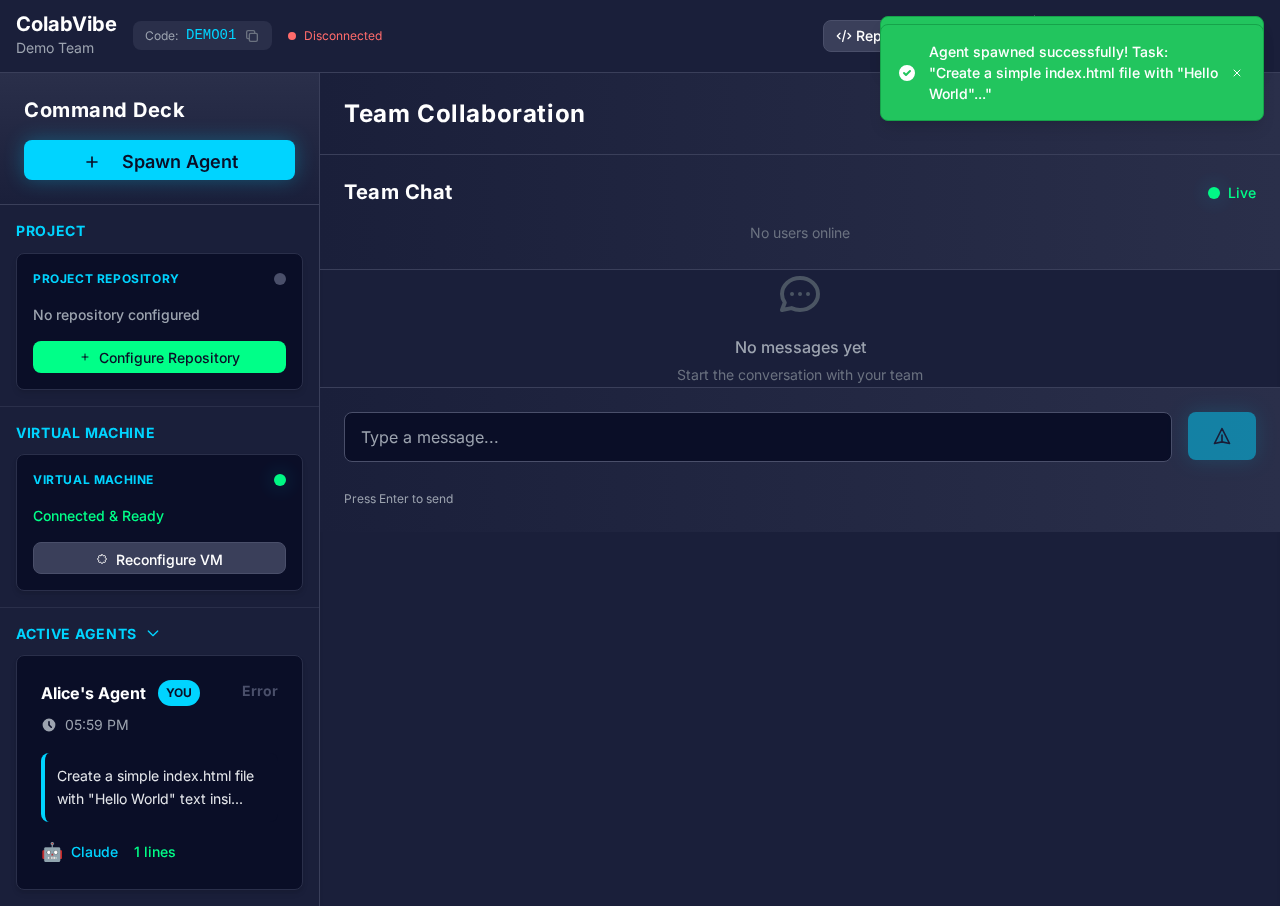 ColabVibe
Demo Team
Code: DEMO01
Disconnected
</> Rep
Agent spawned successfully! Task:
"Create a simple index.html file with "Hello
World"..."
Command Deck
Spawn Agent
PROJECT
PROJECT REPOSITORY
No repository configured
+ Configure Repository
VIRTUAL MACHINE
VIRTUAL MACHINE
Connected & Ready
Reconfigure VM
ACTIVE AGENTS
Alice's Agent YOU Error
05:59 PM
Create a simple index.html file
with "Hello World" text insi...
Claude 1 lines
Team Collaboration
Team Chat
Live
No users online
No messages yet
Start the conversation with your team
Type a message...
Press Enter to send